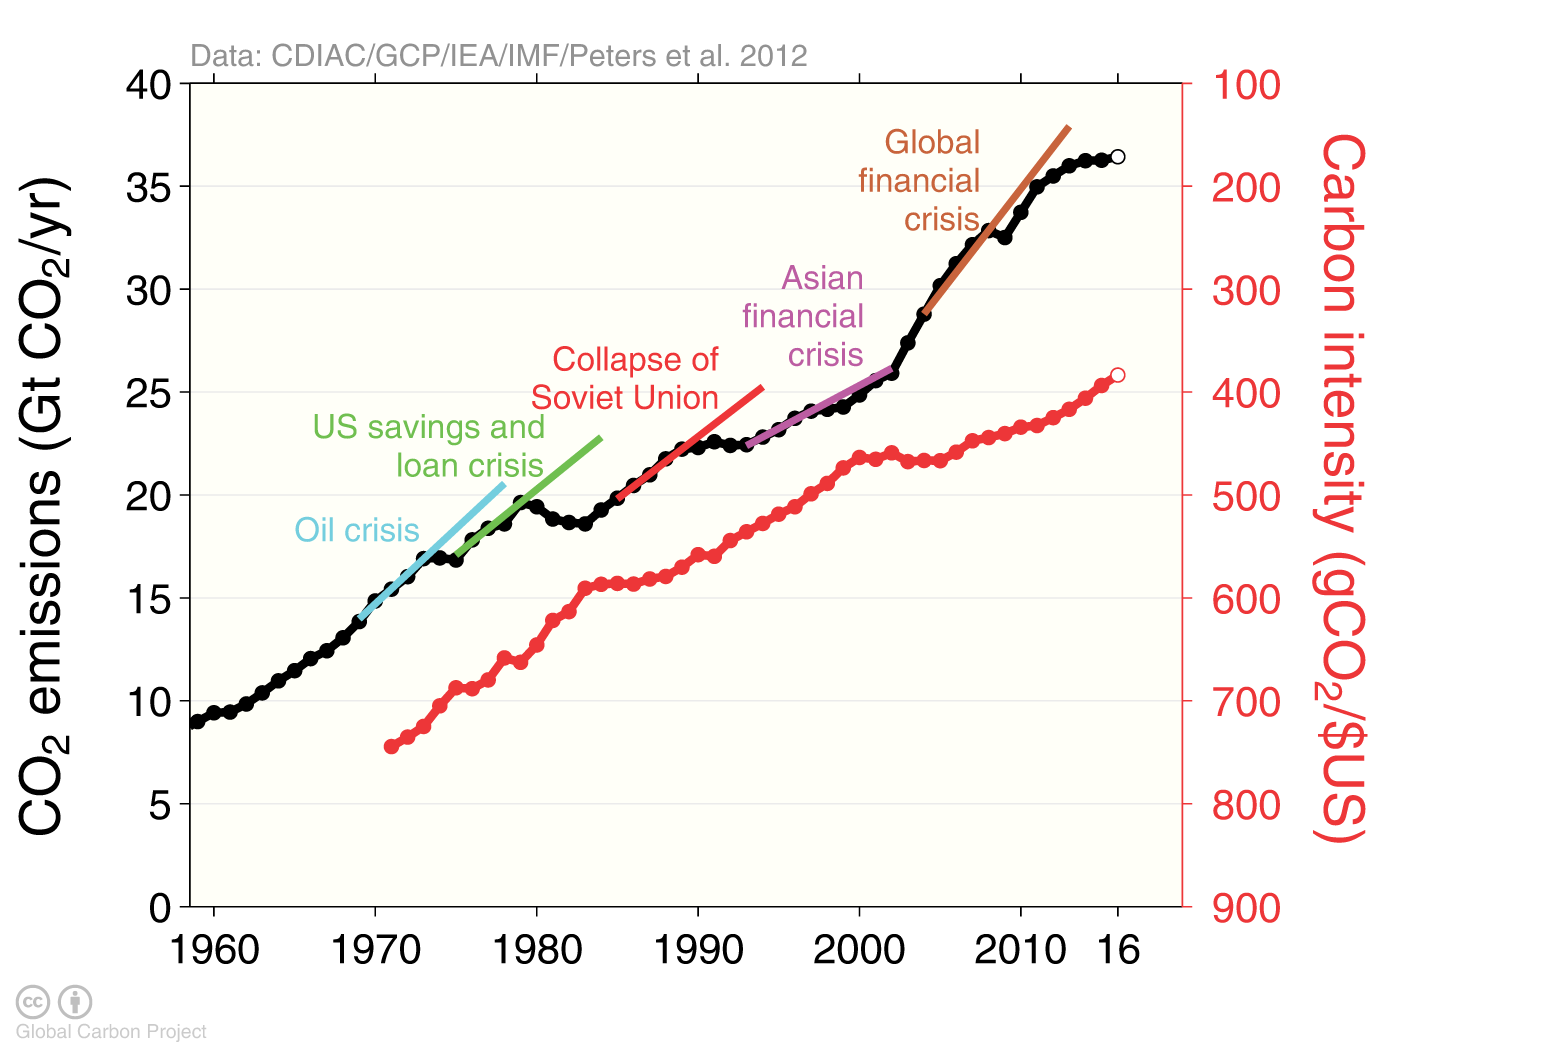 Data: CDIAC/GCP/IEA/IMF/Peters et al. 2012
CO₂ emissions (Gt CO₂/yr)
40
35
30
25
20
15
10
5
0
Oil crisis
US savings and
loan crisis
Collapse of
Soviet Union
Asian
financial
crisis
Global
financial
crisis
100
200
300
400
500
600
700
800
900
Carbon intensity (gCO₂/$US)
1960 1970 1980 1990 2000 2010 16
cc
Global Carbon Project